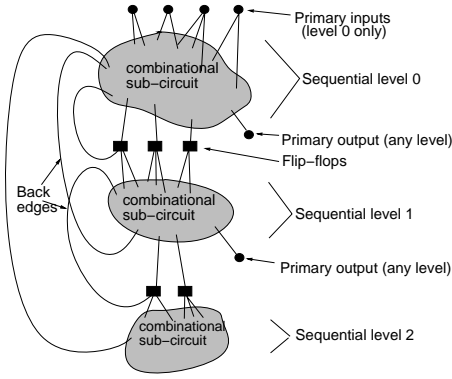 Primary inputs
(level 0 only)
combinational
sub-circuit
Sequential level 0
Primary output (any level)
Flip-flops
Back
edges
combinational
sub-circuit
Sequential level 1
Primary output (any level)
combinational
sub-circuit
Sequential level 2